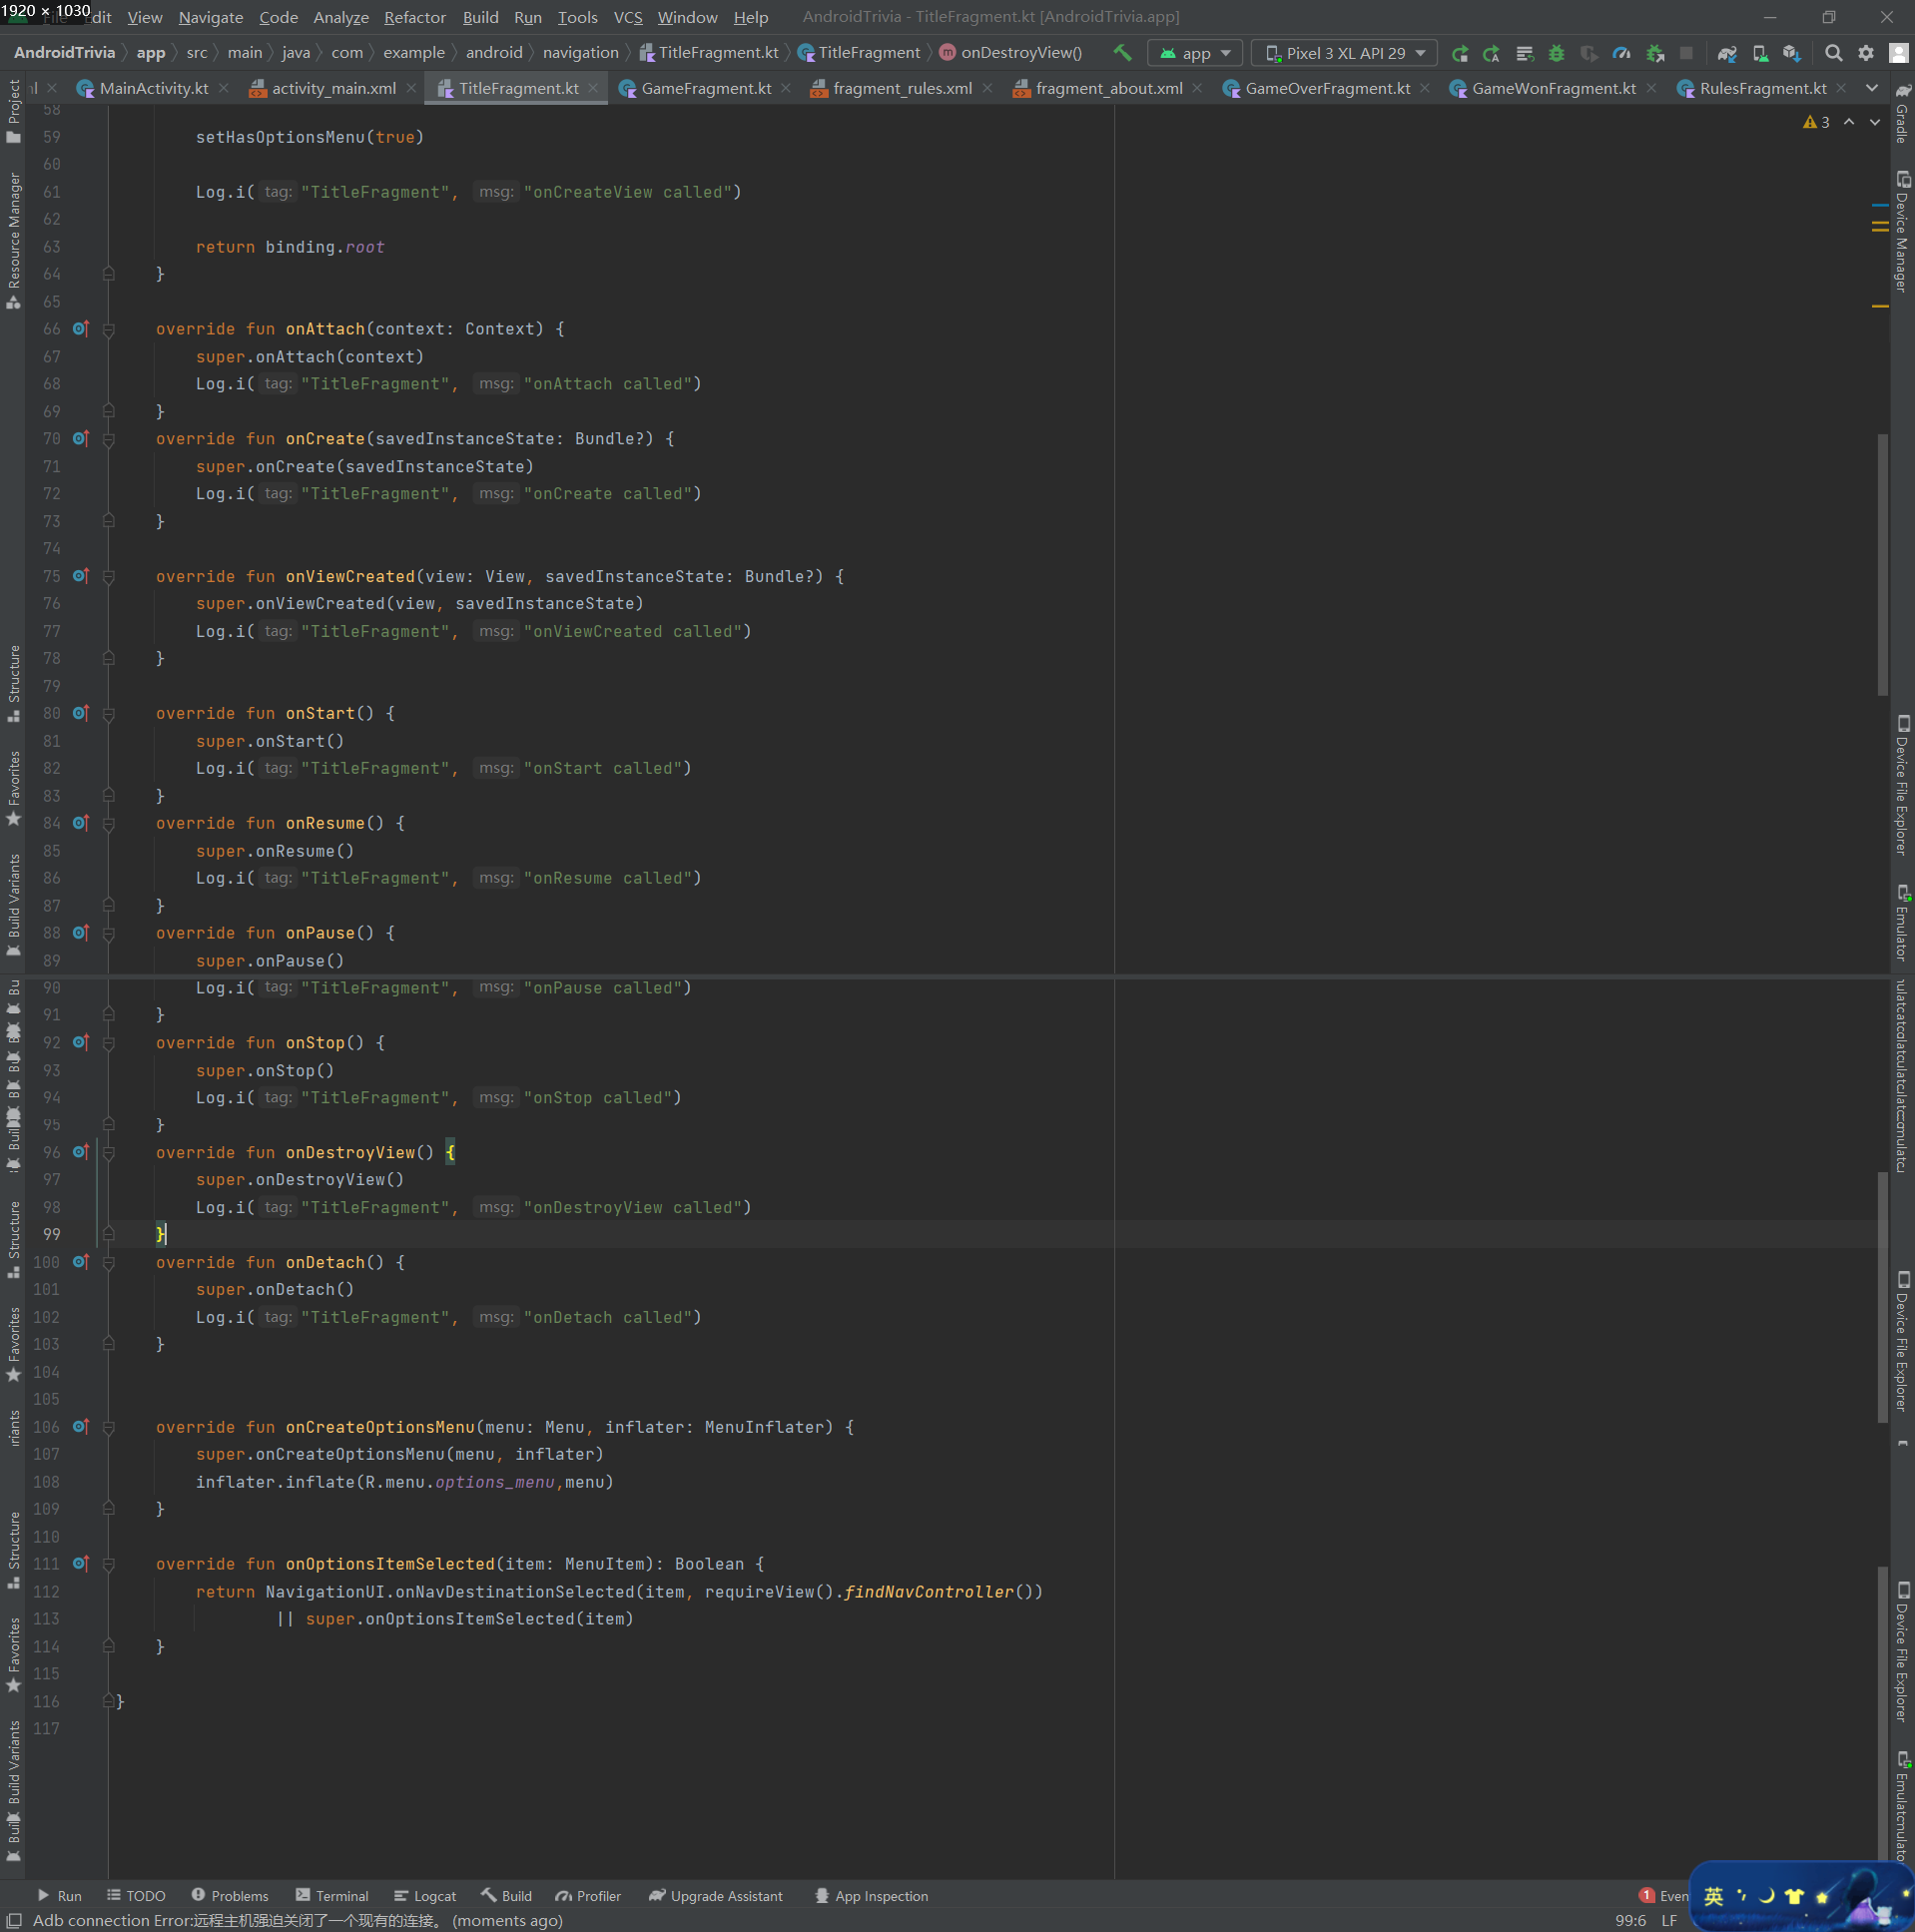 1920 × 1030
File Edit View Navigate Code Analyze Refactor Build Run Tools VCS Window Help AndroidTrivia - TitleFragment.kt [AndroidTrivia.app]
AndroidTrivia app src main java com example android navigation TitleFragment.kt TitleFragment m onDestroyView() app Pixel 3 XL API 29
MainActivity.kt activity_main.xml TitleFragment.kt GameFragment.kt fragment_rules.xml fragment_about.xml GameOverFragment.kt GameWonFragment.kt RulesFragment.kt
3
58
59 setHasOptionsMenu(true)
60
61 Log.i( tag: "TitleFragment", msg: "onCreateView called")
62
63 return binding.root
64 }
65
66 override fun onAttach(context: Context) {
67 super.onAttach(context)
68 Log.i( tag: "TitleFragment", msg: "onAttach called")
69 }
70 override fun onCreate(savedInstanceState: Bundle?) {
71 super.onCreate(savedInstanceState)
72 Log.i( tag: "TitleFragment", msg: "onCreate called")
73 }
74
75 override fun onViewCreated(view: View, savedInstanceState: Bundle?) {
76 super.onViewCreated(view, savedInstanceState)
77 Log.i( tag: "TitleFragment", msg: "onViewCreated called")
78 }
79
80 override fun onStart() {
81 super.onStart()
82 Log.i( tag: "TitleFragment", msg: "onStart called")
83 }
84 override fun onResume() {
85 super.onResume()
86 Log.i( tag: "TitleFragment", msg: "onResume called")
87 }
88 override fun onPause() {
89 super.onPause()
90 Log.i( tag: "TitleFragment", msg: "onPause called")
91 }
92 override fun onStop() {
93 super.onStop()
94 Log.i( tag: "TitleFragment", msg: "onStop called")
95 }
96 override fun onDestroyView() {
97 super.onDestroyView()
98 Log.i( tag: "TitleFragment", msg: "onDestroyView called")
99 }
100 override fun onDetach() {
101 super.onDetach()
102 Log.i( tag: "TitleFragment", msg: "onDetach called")
103 }
104
105
106 override fun onCreateOptionsMenu(menu: Menu, inflater: MenuInflater) {
107 super.onCreateOptionsMenu(menu, inflater)
108 inflater.inflate(R.menu.options_menu,menu)
109 }
110
111 override fun onOptionsItemSelected(item: MenuItem): Boolean {
112 return NavigationUI.onNavDestinationSelected(item, requireView().findNavController())
113 || super.onOptionsItemSelected(item)
114 }
115
116 }
117
Project
Resource Manager
Structure
Favorites
Build Variants
Structure
Favorites
riants
Structure
Favorites
Build Variants
Gradle
Device Manager
Device File Explorer
Emulator
Device File Explorer
Device File Explorer
Run TODO Problems Terminal Logcat Build Profiler Upgrade Assistant App Inspection 1 Even
英
Adb connection Error:远程主机强迫关闭了一个现有的连接。 (moments ago) 99:6 LF